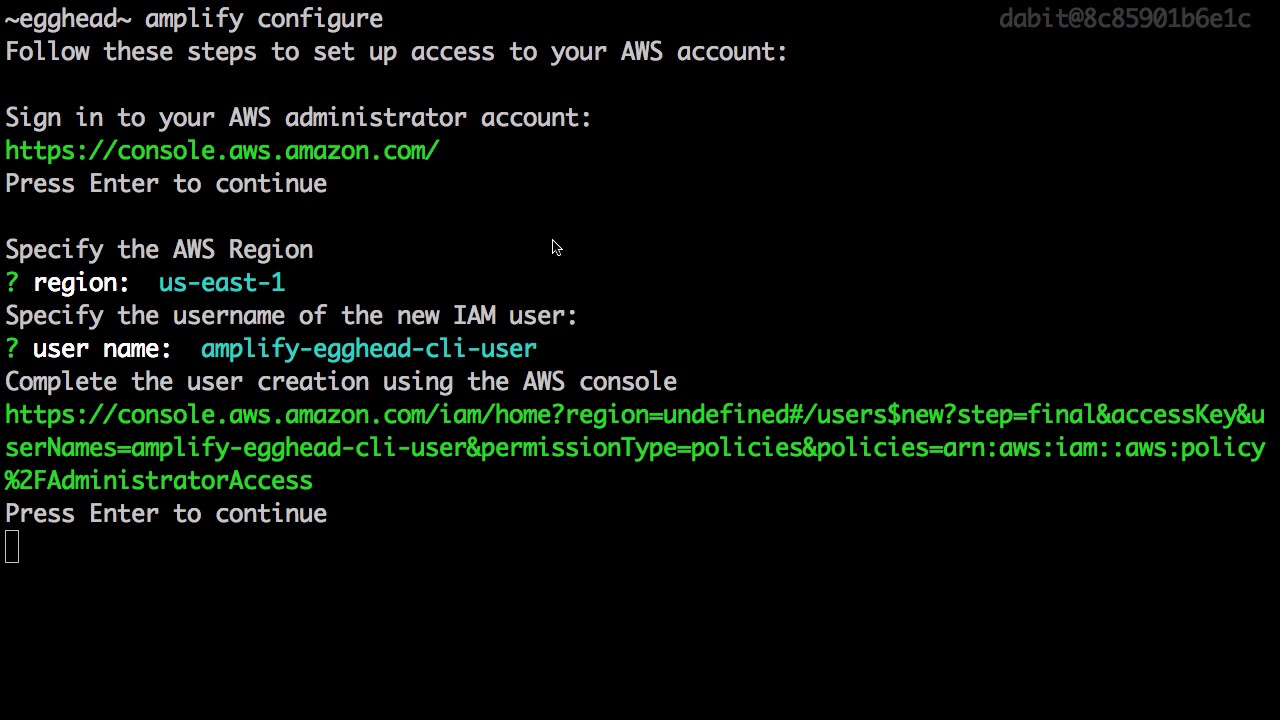 ~egghead~ amplify configure dabit@8c85901b6e1c
Follow these steps to set up access to your AWS account:
Sign in to your AWS administrator account:
https://console.aws.amazon.com/
Press Enter to continue
Specify the AWS Region
? region: us-east-1
Specify the username of the new IAM user:
? user name: amplify-egghead-cli-user
Complete the user creation using the AWS console
https://console.aws.amazon.com/iam/home?region=undefined#/users$new?step=final&accessKey&u
serNames=amplify-egghead-cli-user&permissionType=policies&policies=arn:aws:iam::aws:policy
%2FAdministratorAccess
Press Enter to continue